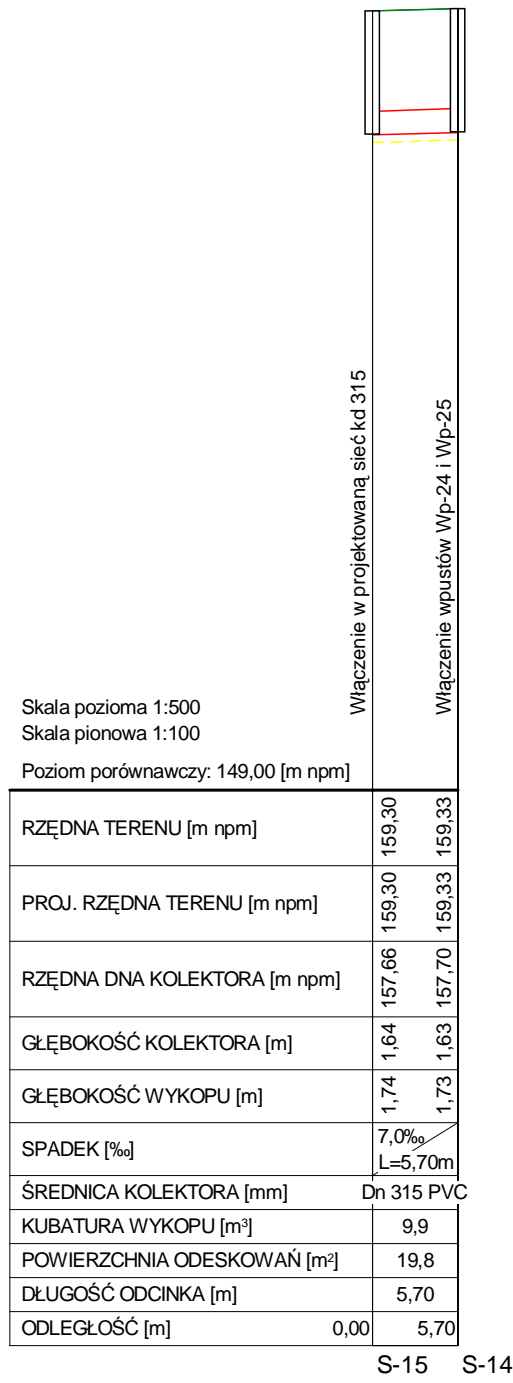 Włączenie w projektowaną sieć kd 315
Włączenie wpustów Wp-24 i Wp-25
Skala pozioma 1:500
Skala pionowa 1:100
Poziom porównawczy: 149,00 [m npm]
RZĘDNA TERENU [m npm] 159,30 159,33
PROJ. RZĘDNA TERENU [m npm] 159,30 159,33
RZĘDNA DNA KOLEKTORA [m npm] 157,66 157,70
GŁĘBOKOŚĆ KOLEKTORA [m] 1,64 1,63
GŁĘBOKOŚĆ WYKOPU [m] 1,74 1,73
SPADEK [‰] 7,0‰
L=5,70m
ŚREDNICA KOLEKTORA [mm] Dn 315 PVC
KUBATURA WYKOPU [m³] 9,9
POWIERZCHNIA ODESKOWAŃ [m²] 19,8
DŁUGOŚĆ ODCINKA [m] 5,70
ODLEGŁOŚĆ [m] 0,00 5,70
S-15 S-14